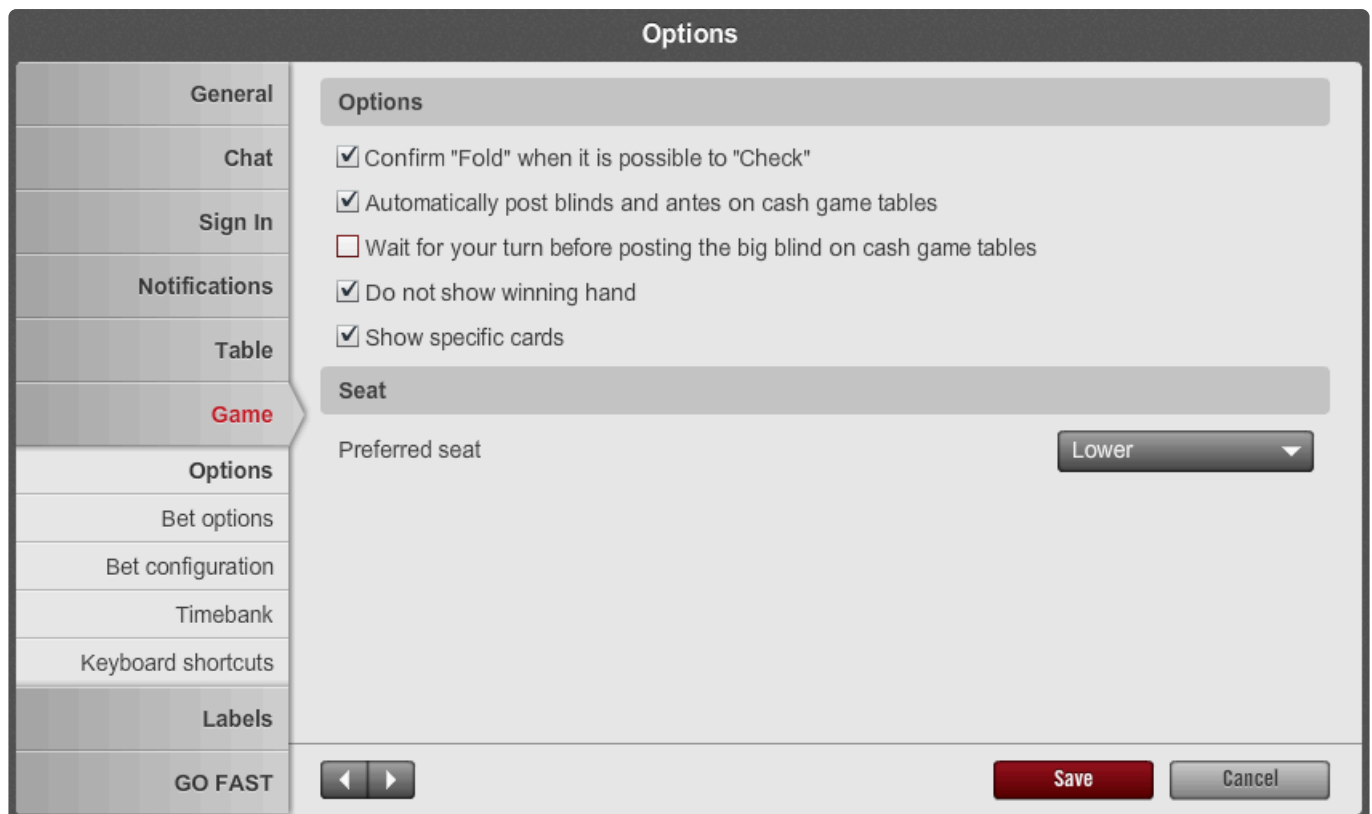 Options
General
Chat
Sign In
Notifications
Table
Game
Options
Bet options
Bet configuration
Timebank
Keyboard shortcuts
Labels
GO FAST
Options
Confirm "Fold" when it is possible to "Check"
Automatically post blinds and antes on cash game tables
Wait for your turn before posting the big blind on cash game tables
Do not show winning hand
Show specific cards
Seat
Preferred seat Lower
Save Cancel